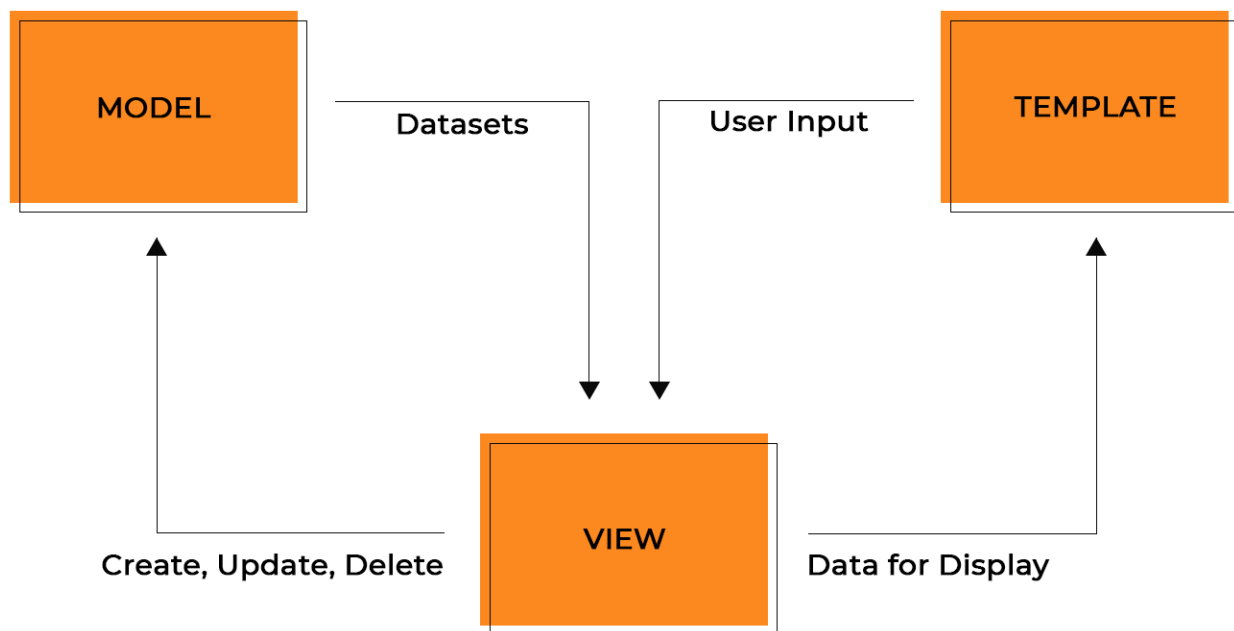 MODEL
TEMPLATE
Datasets
User Input
VIEW
Create, Update, Delete
Data for Display